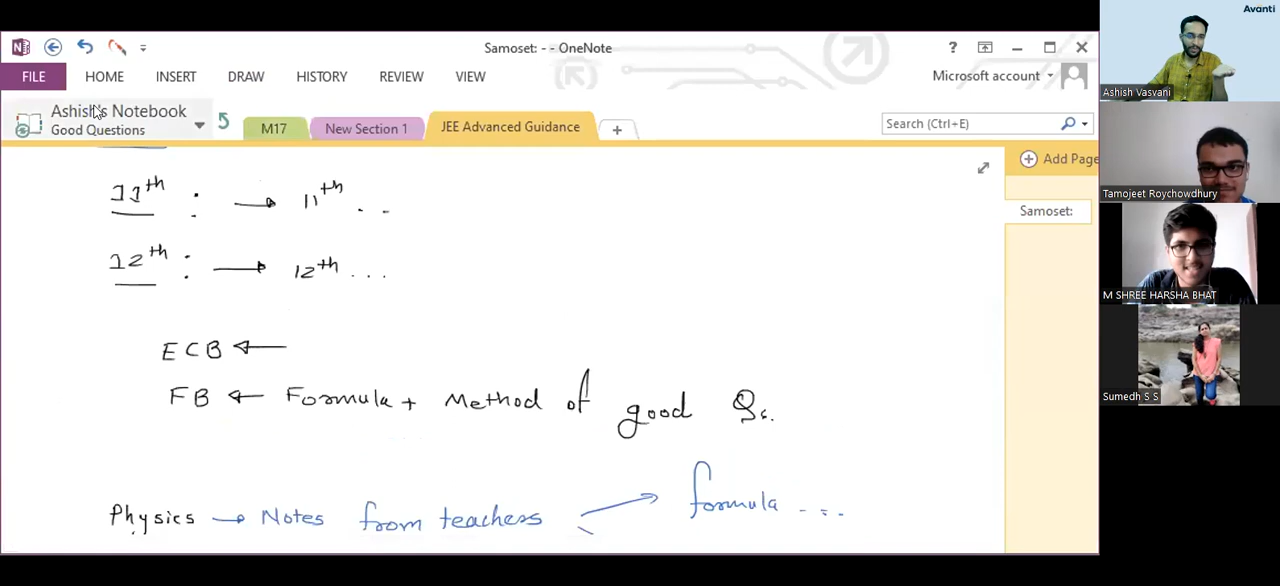 Avanti
Samoset: - - OneNote
?
FILE HOME INSERT DRAW HISTORY REVIEW VIEW
Microsoft account
Ashish's Notebook
Good Questions
M17 New Section 1 JEE Advanced Guidance +
Search (Ctrl+E)
Add Page
Samoset:
11th : → 11th . .
12th : → 12th . . .
ECB ←
FB ← Formula + Method of good Qs.
Physics → Notes from teachers → formula . . .
Ashish Vasvani
Tamojeet Roychowdhury
M SHREE HARSHA BHAT
Sumedh S S